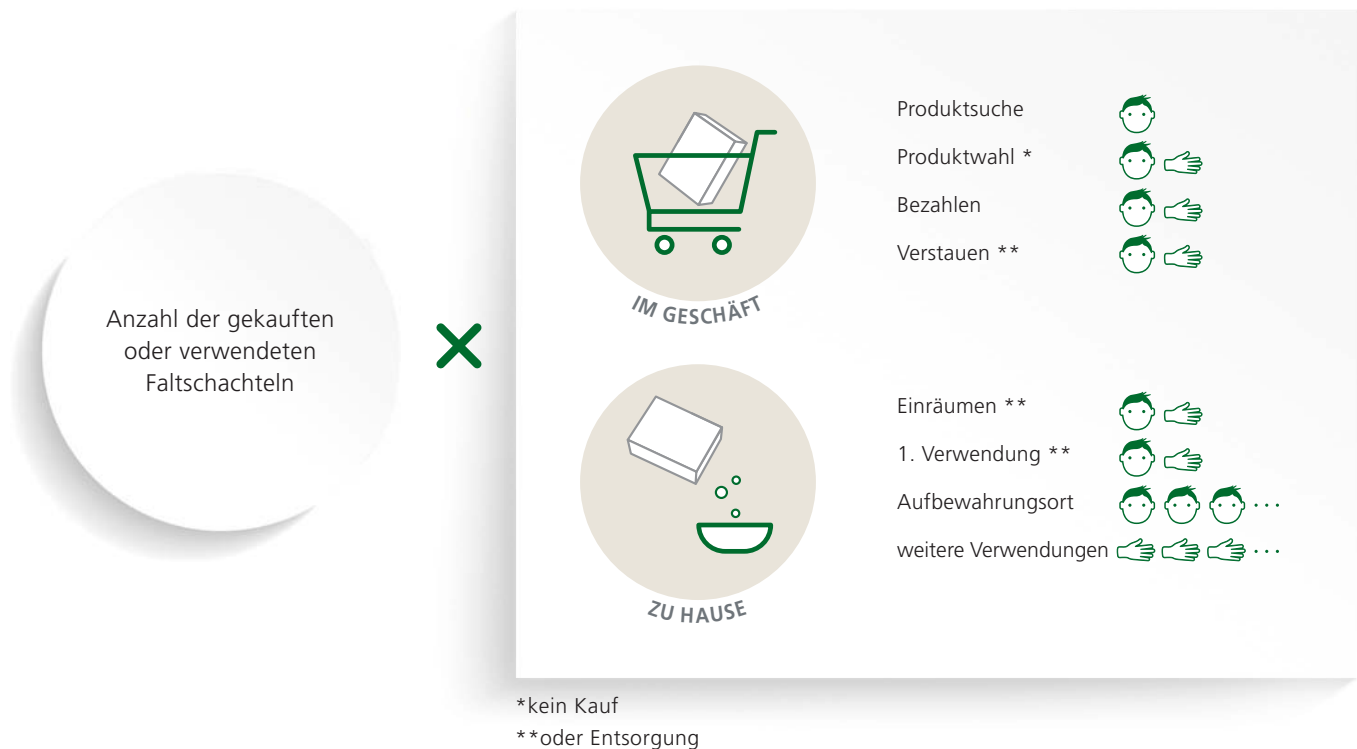 Anzahl der gekauften
oder verwendeten
Faltschachteln
IM GESCHÄFT
Produktsuche
Produktwahl *
Bezahlen
Verstauen **
ZU HAUSE
Einräumen **
1. Verwendung **
Aufbewahrungsort
weitere Verwendungen
*kein Kauf
**oder Entsorgung